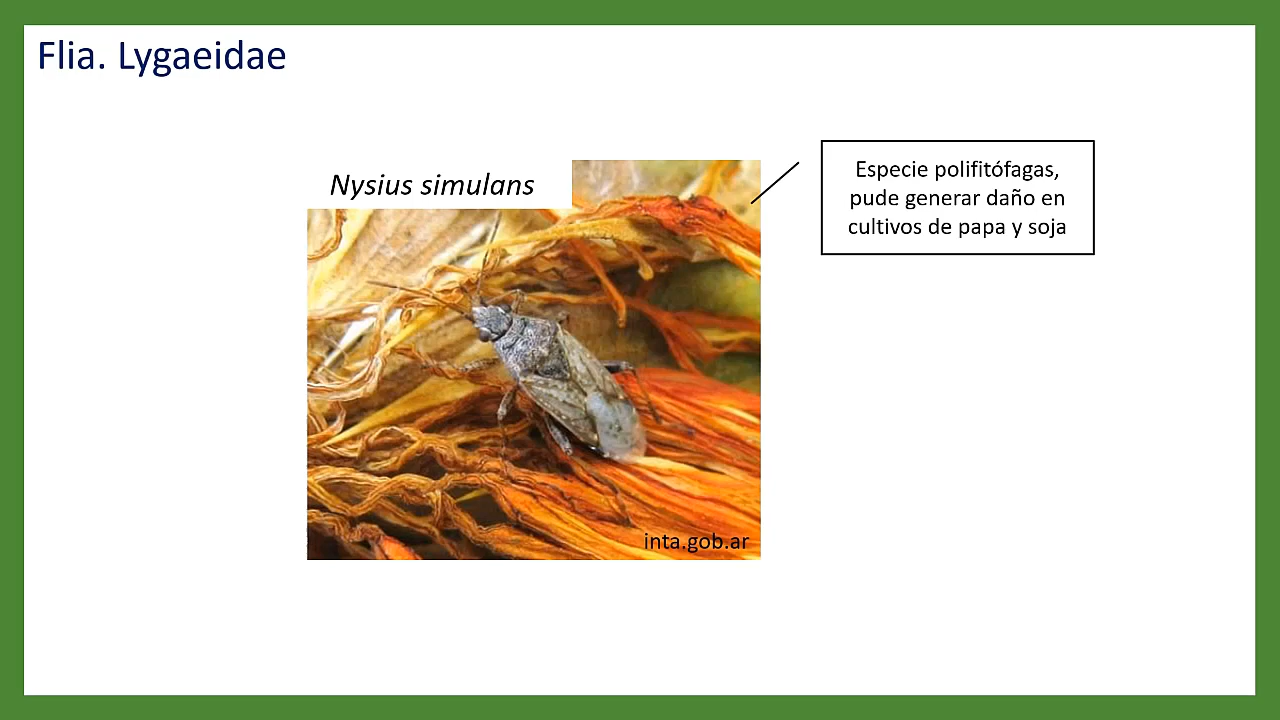 Flia. Lygaeidae
Nysius simulans
Especie polifitófagas,
pude generar daño en
cultivos de papa y soja
inta.gob.ar